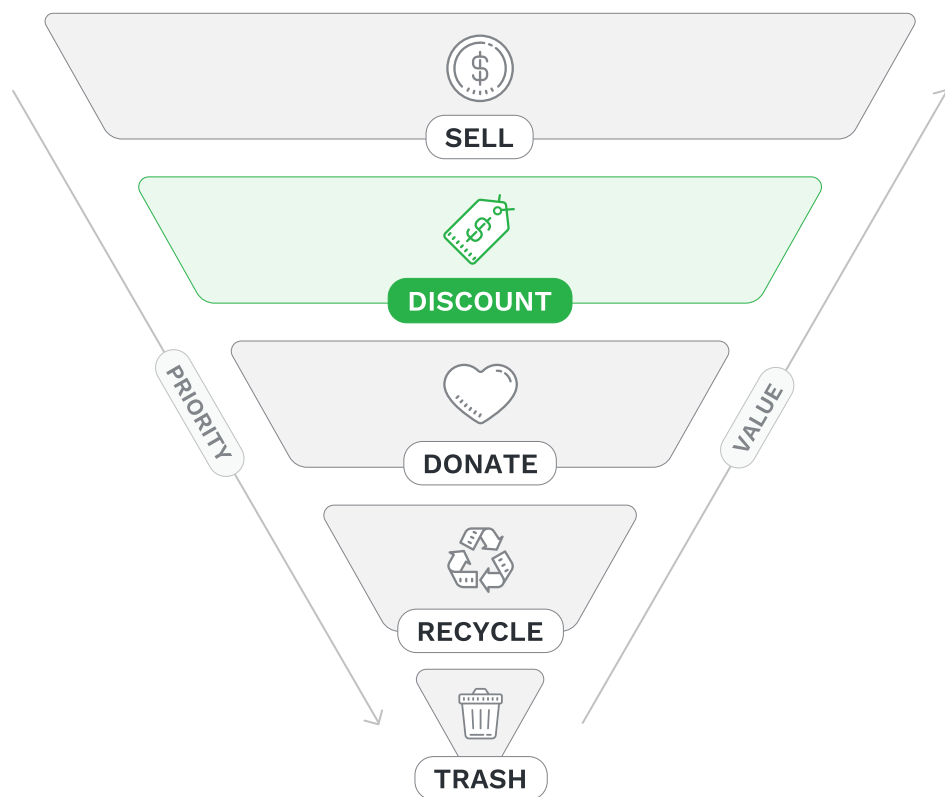 SELL
DISCOUNT
PRIORITY
VALUE
DONATE
RECYCLE
TRASH